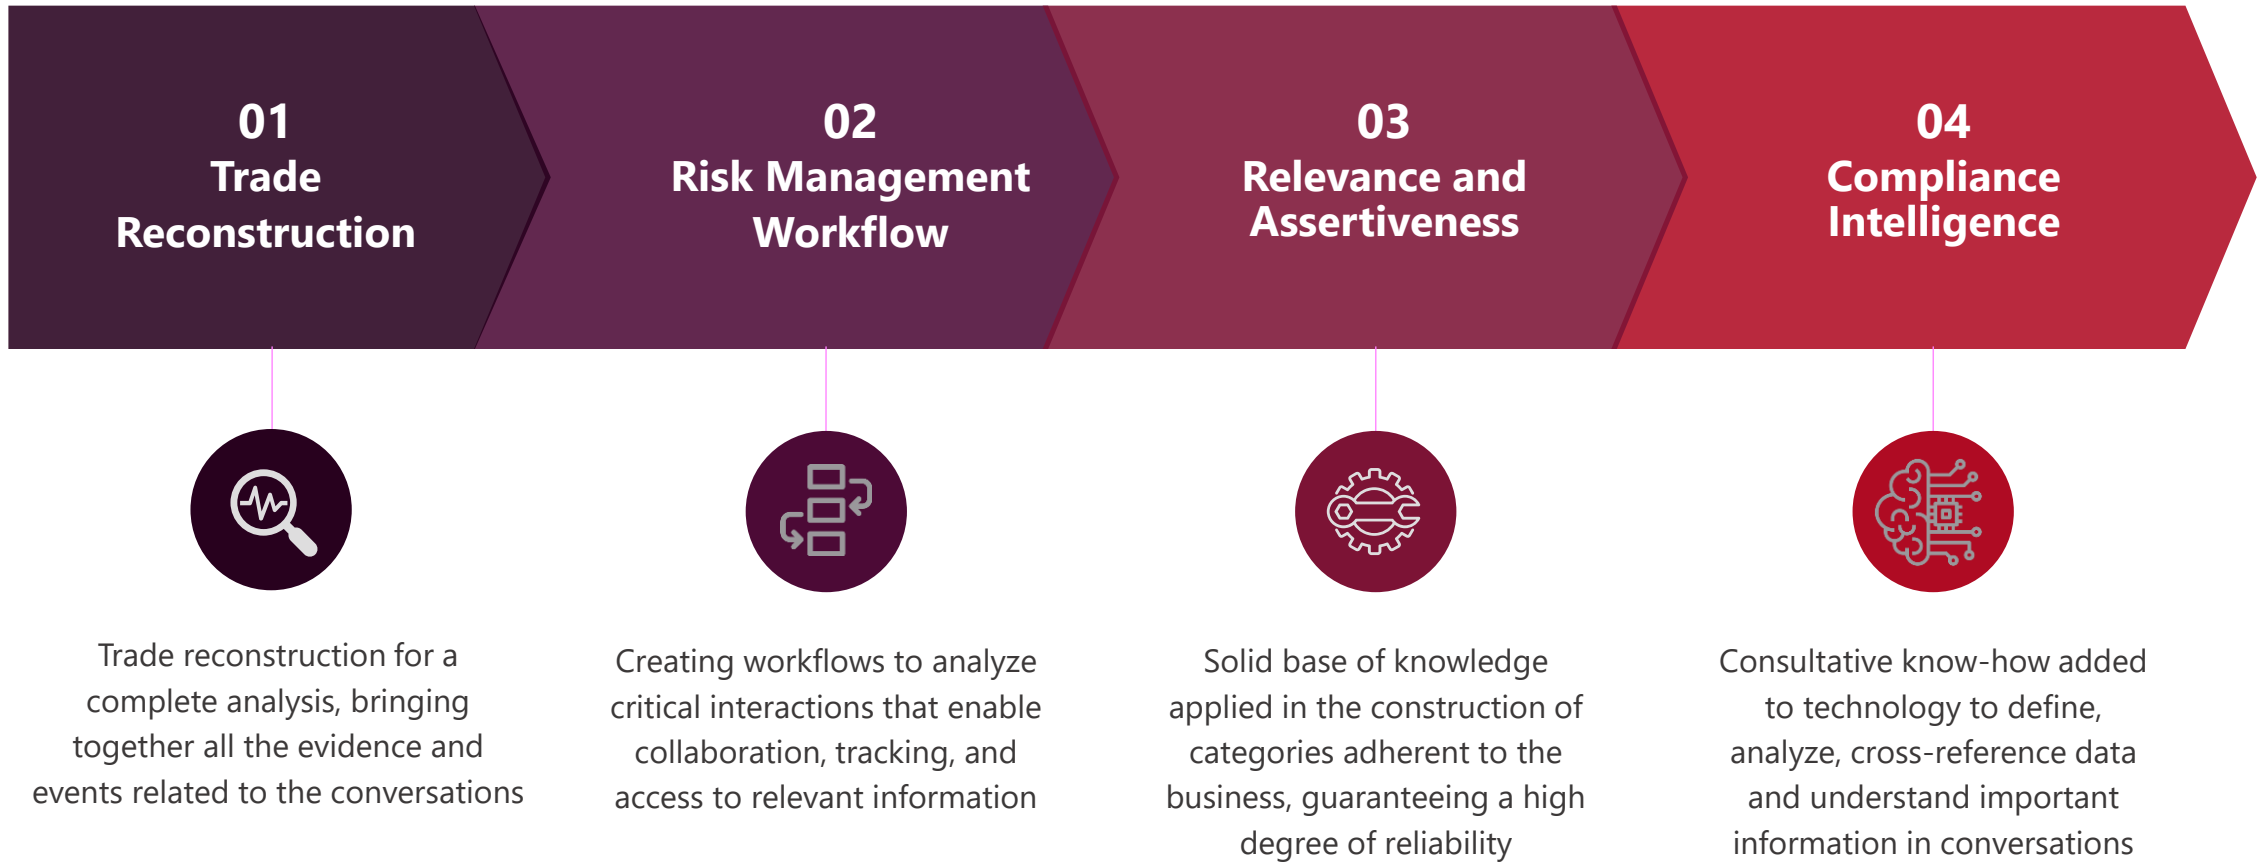 01
Trade
Reconstruction
02
Risk Management
Workflow
03
Relevance and
Assertiveness
04
Compliance
Intelligence
Trade reconstruction for a
complete analysis, bringing
together all the evidence and
events related to the conversations
Creating workflows to analyze
critical interactions that enable
collaboration, tracking, and
access to relevant information
Solid base of knowledge
applied in the construction of
categories adherent to the
business, guaranteeing a high
degree of reliability
Consultative know-how added
to technology to define,
analyze, cross-reference data
and understand important
information in conversations